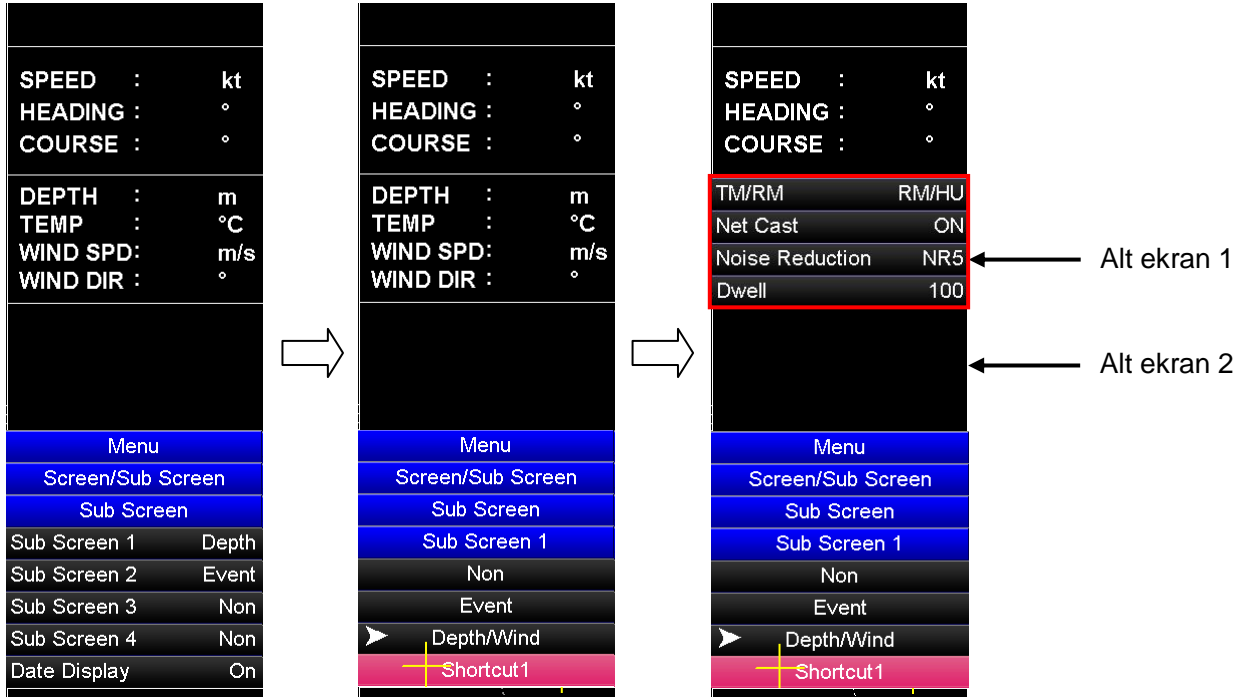 SPEED : kt
HEADING : °
COURSE : °
DEPTH : m
TEMP : °C
WIND SPD: m/s
WIND DIR : °
Menu
Screen/Sub Screen
Sub Screen
Sub Screen 1 Depth
Sub Screen 2 Event
Sub Screen 3 Non
Sub Screen 4 Non
Date Display On
SPEED : kt
HEADING : °
COURSE : °
DEPTH : m
TEMP : °C
WIND SPD: m/s
WIND DIR : °
Menu
Screen/Sub Screen
Sub Screen
Sub Screen 1
Non
Event
Depth/Wind
Shortcut1
SPEED : kt
HEADING : °
COURSE : °
TM/RM RM/HU
Net Cast ON
Noise Reduction NR5
Dwell 100
Menu
Screen/Sub Screen
Sub Screen
Sub Screen 1
Non
Event
Depth/Wind
Shortcut1
Alt ekran 1
Alt ekran 2